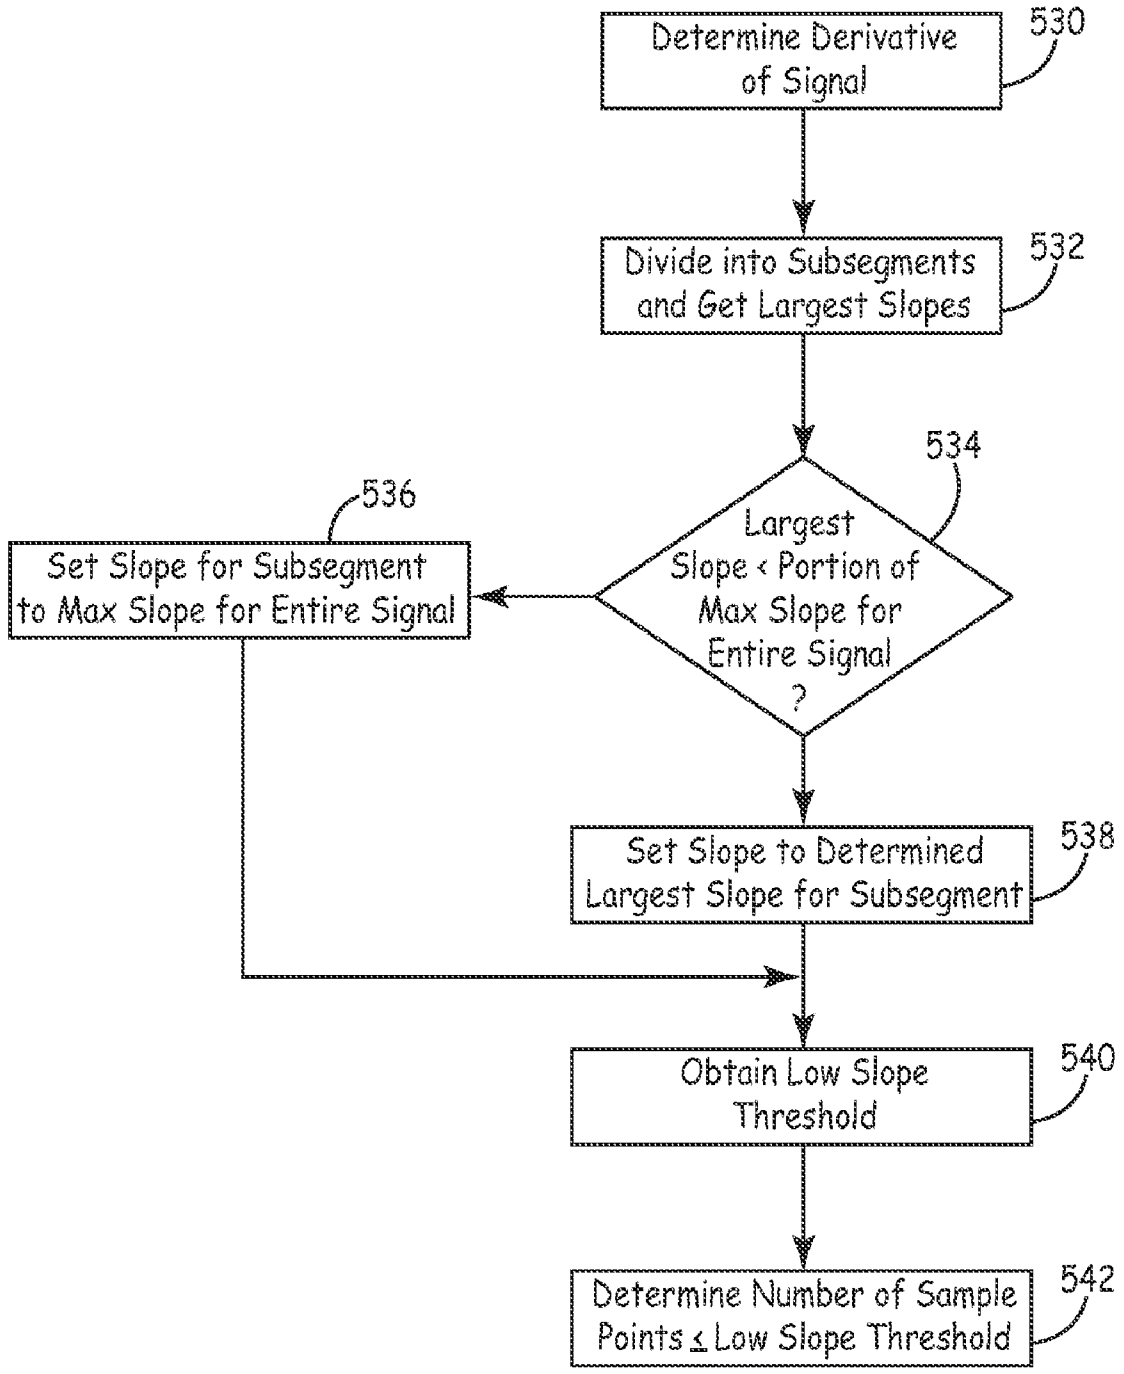 530
Determine Derivative
of Signal
532
Divide into Subsegments
and Get Largest Slopes
534
Largest
Slope < Portion of
Max Slope for
Entire Signal
?
536
Set Slope for Subsegment
to Max Slope for Entire Signal
538
Set Slope to Determined
Largest Slope for Subsegment
540
Obtain Low Slope
Threshold
542
Determine Number of Sample
Points ≤ Low Slope Threshold